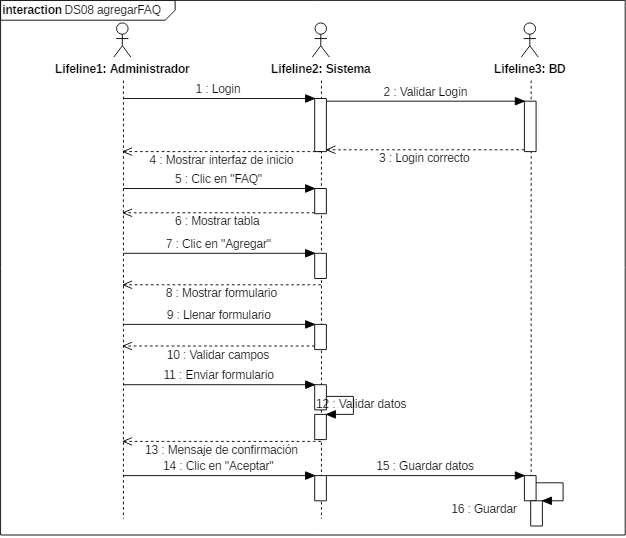 interaction DS08 agregarFAQ
Lifeline1: Administrador
Lifeline2: Sistema
Lifeline3: BD
1 : Login
2 : Validar Login
3 : Login correcto
4 : Mostrar interfaz de inicio
5 : Clic en "FAQ"
6 : Mostrar tabla
7 : Clic en "Agregar"
8 : Mostrar formulario
9 : Llenar formulario
10 : Validar campos
11 : Enviar formulario
12 : Validar datos
13 : Mensaje de confirmación
14 : Clic en "Aceptar"
15 : Guardar datos
16 : Guardar